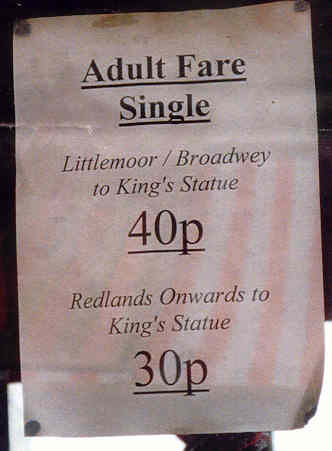 Adult Fare
Single
Littlemoor / Broadwey
to King's Statue
40p
Redlands Onwards to
King's Statue
30p